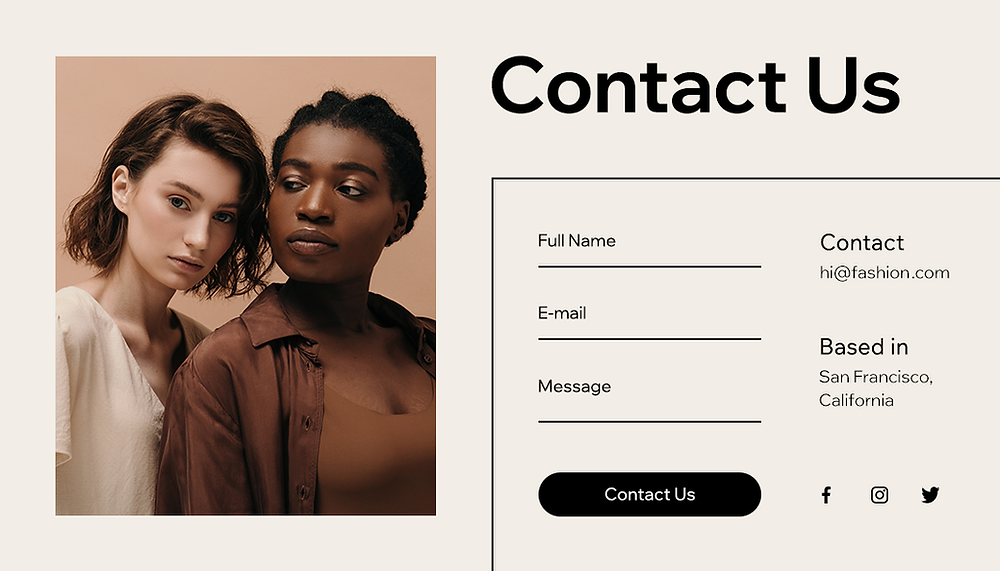 Contact Us
Full Name
E-mail
Message
Contact Us
Contact
hi@fashion.com
Based in
San Francisco,
California